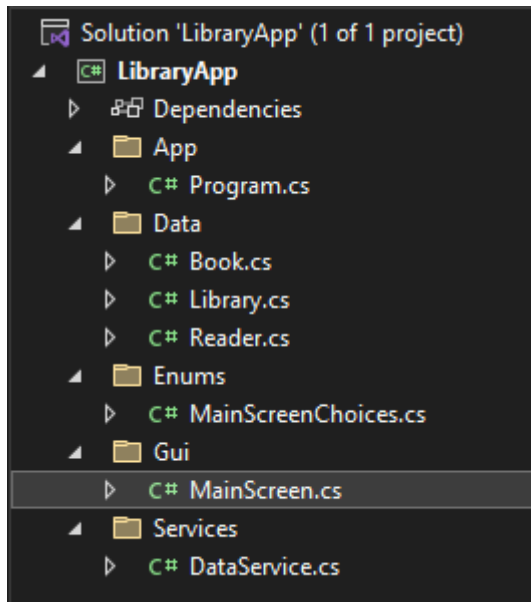 Solution 'LibraryApp' (1 of 1 project)
C# LibraryApp
Dependencies
App
C# Program.cs
Data
C# Book.cs
C# Library.cs
C# Reader.cs
Enums
C# MainScreenChoices.cs
Gui
C# MainScreen.cs
Services
C# DataService.cs